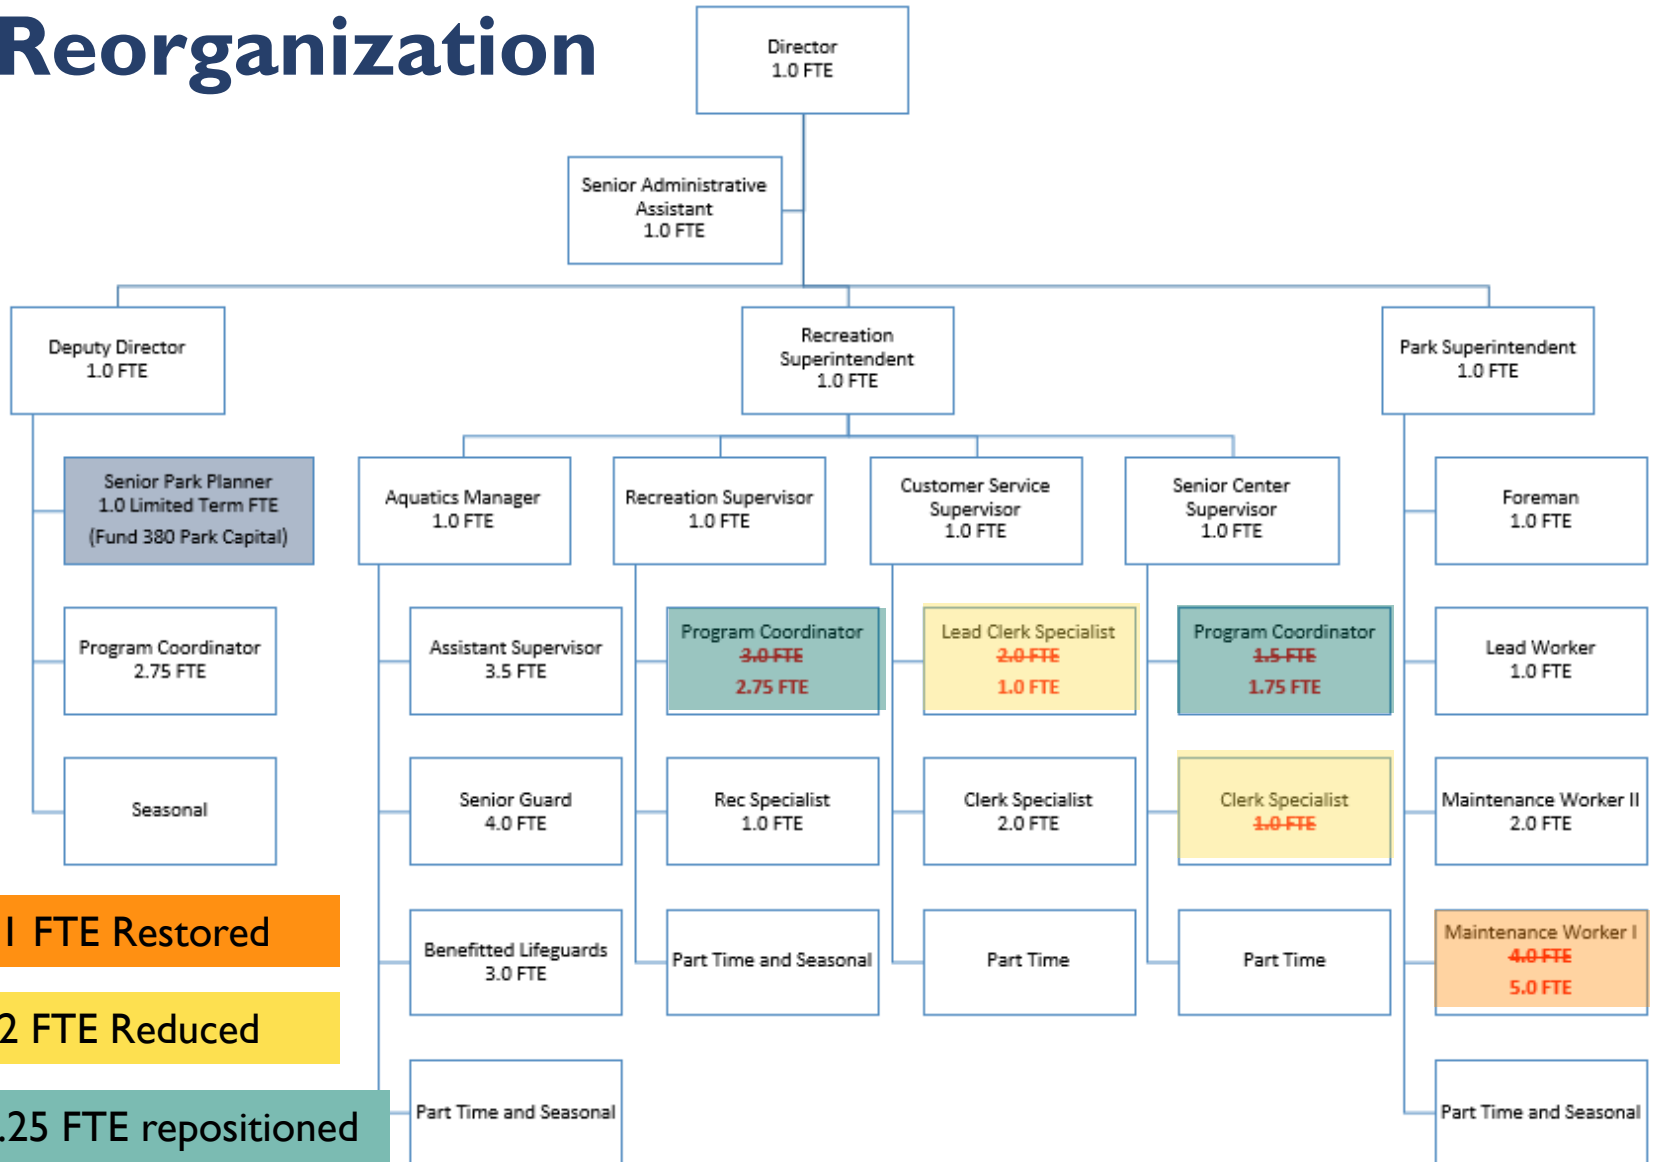 Reorganization
Director
1.0 FTE
Senior Administrative
Assistant
1.0 FTE
Deputy Director
1.0 FTE
Recreation
Superintendent
1.0 FTE
Park Superintendent
1.0 FTE
Senior Park Planner
1.0 Limited Term FTE
(Fund 380 Park Capital)
Aquatics Manager
1.0 FTE
Recreation Supervisor
1.0 FTE
Customer Service
Supervisor
1.0 FTE
Senior Center
Supervisor
1.0 FTE
Foreman
1.0 FTE
Program Coordinator
2.75 FTE
Assistant Supervisor
3.5 FTE
Program Coordinator
3.0 FTE
2.75 FTE
Lead Clerk Specialist
2.0 FTE
1.0 FTE
Program Coordinator
1.5 FTE
1.75 FTE
Lead Worker
1.0 FTE
Seasonal
Senior Guard
4.0 FTE
Rec Specialist
1.0 FTE
Clerk Specialist
2.0 FTE
Clerk Specialist
1.0 FTE
Maintenance Worker II
2.0 FTE
1 FTE Restored
Benefitted Lifeguards
3.0 FTE
Part Time and Seasonal
Part Time
Part Time
Maintenance Worker I
4.0 FTE
5.0 FTE
2 FTE Reduced
.25 FTE repositioned
Part Time and Seasonal
Part Time and Seasonal